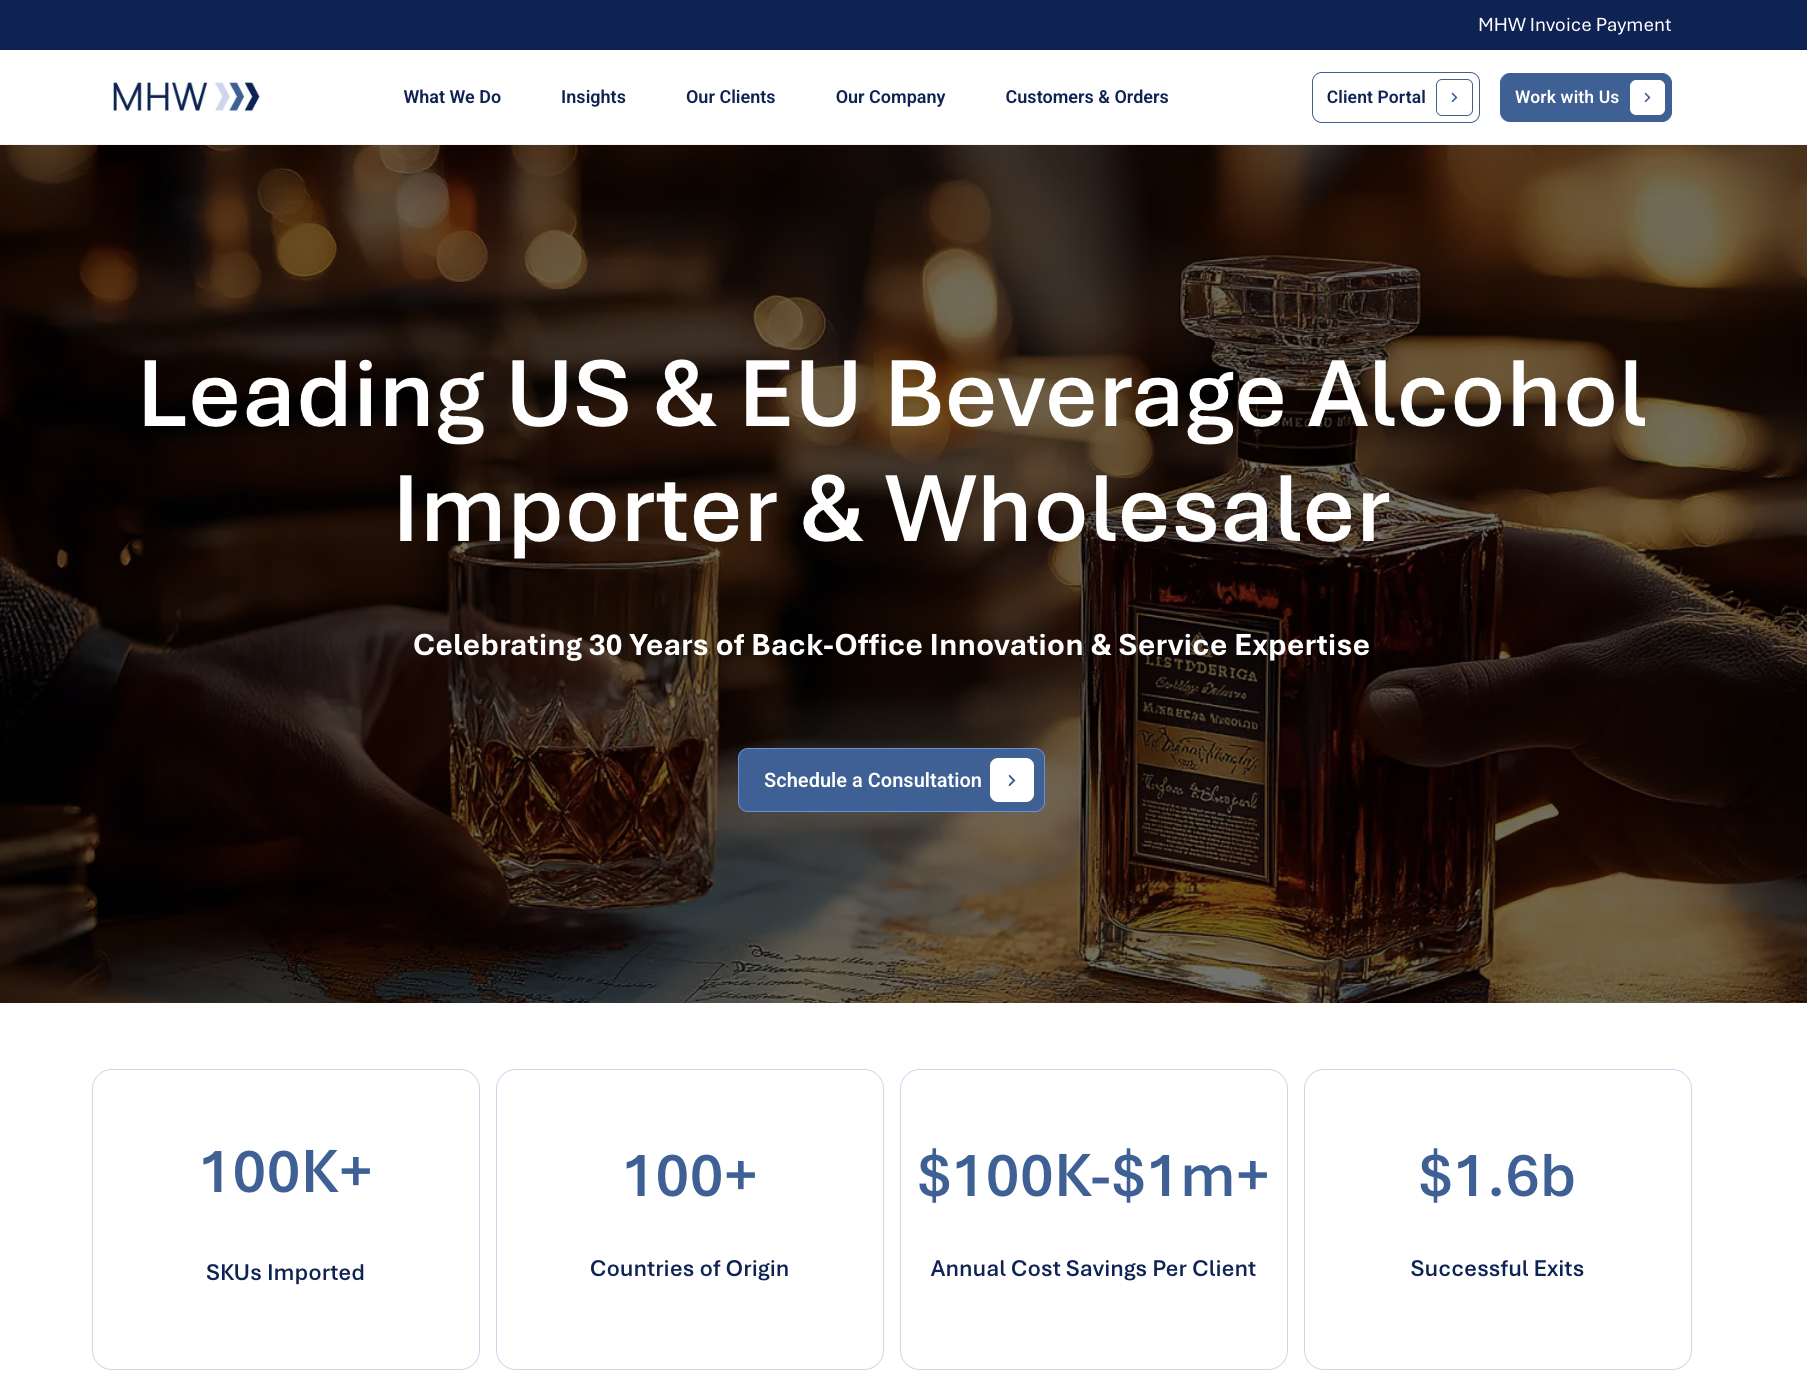 MHW Invoice Payment
MHW
What We Do
Insights
Our Clients
Our Company
Customers & Orders
Client Portal
Work with Us
Leading US & EU Beverage Alcohol
Importer & Wholesaler
Celebrating 30 Years of Back-Office Innovation & Service Expertise
LISTDDERIGA
Schedule a Consultation
100K+
SKUs Imported
100+
Countries of Origin
$100K-$1m+
Annual Cost Savings Per Client
$1.6b
Successful Exits